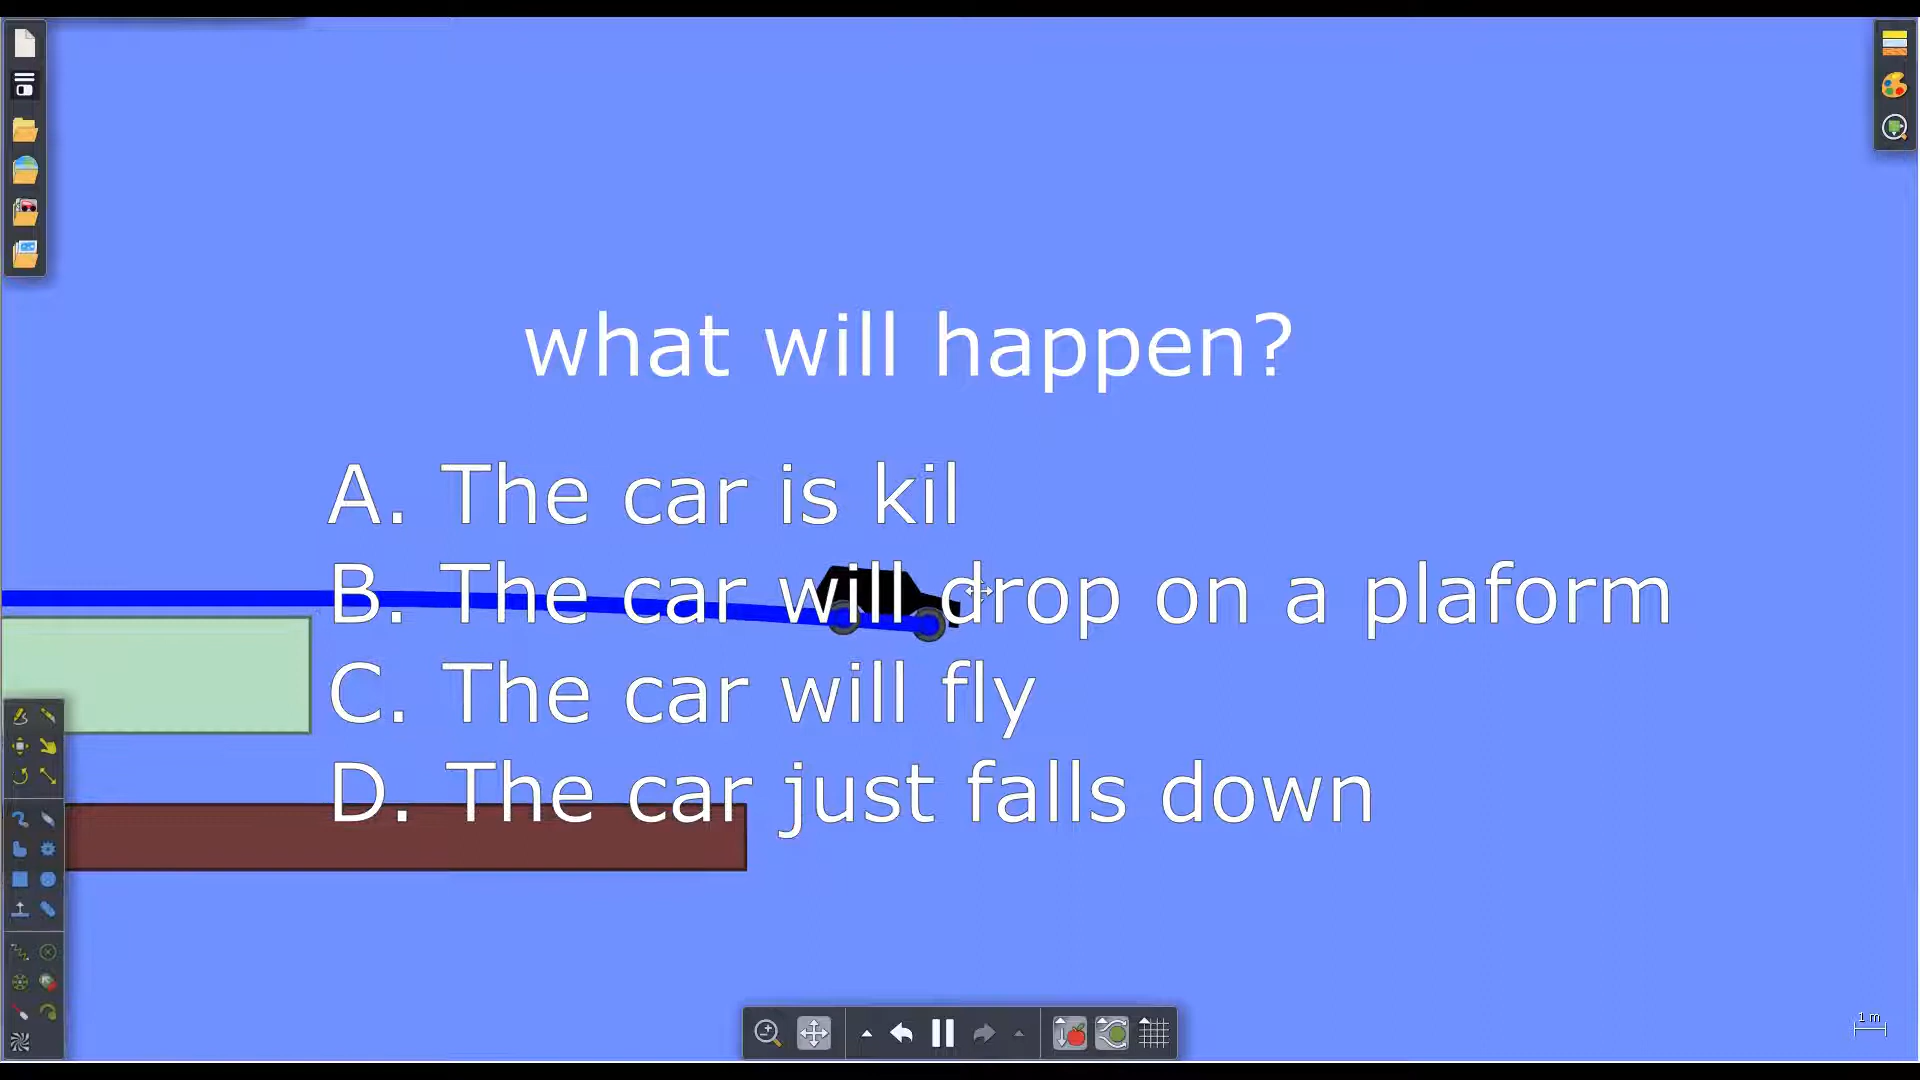 what will happen?
A. The car is kil
B. The car will drop on a plaform
C. The car will fly
D. The car just falls down
1 m